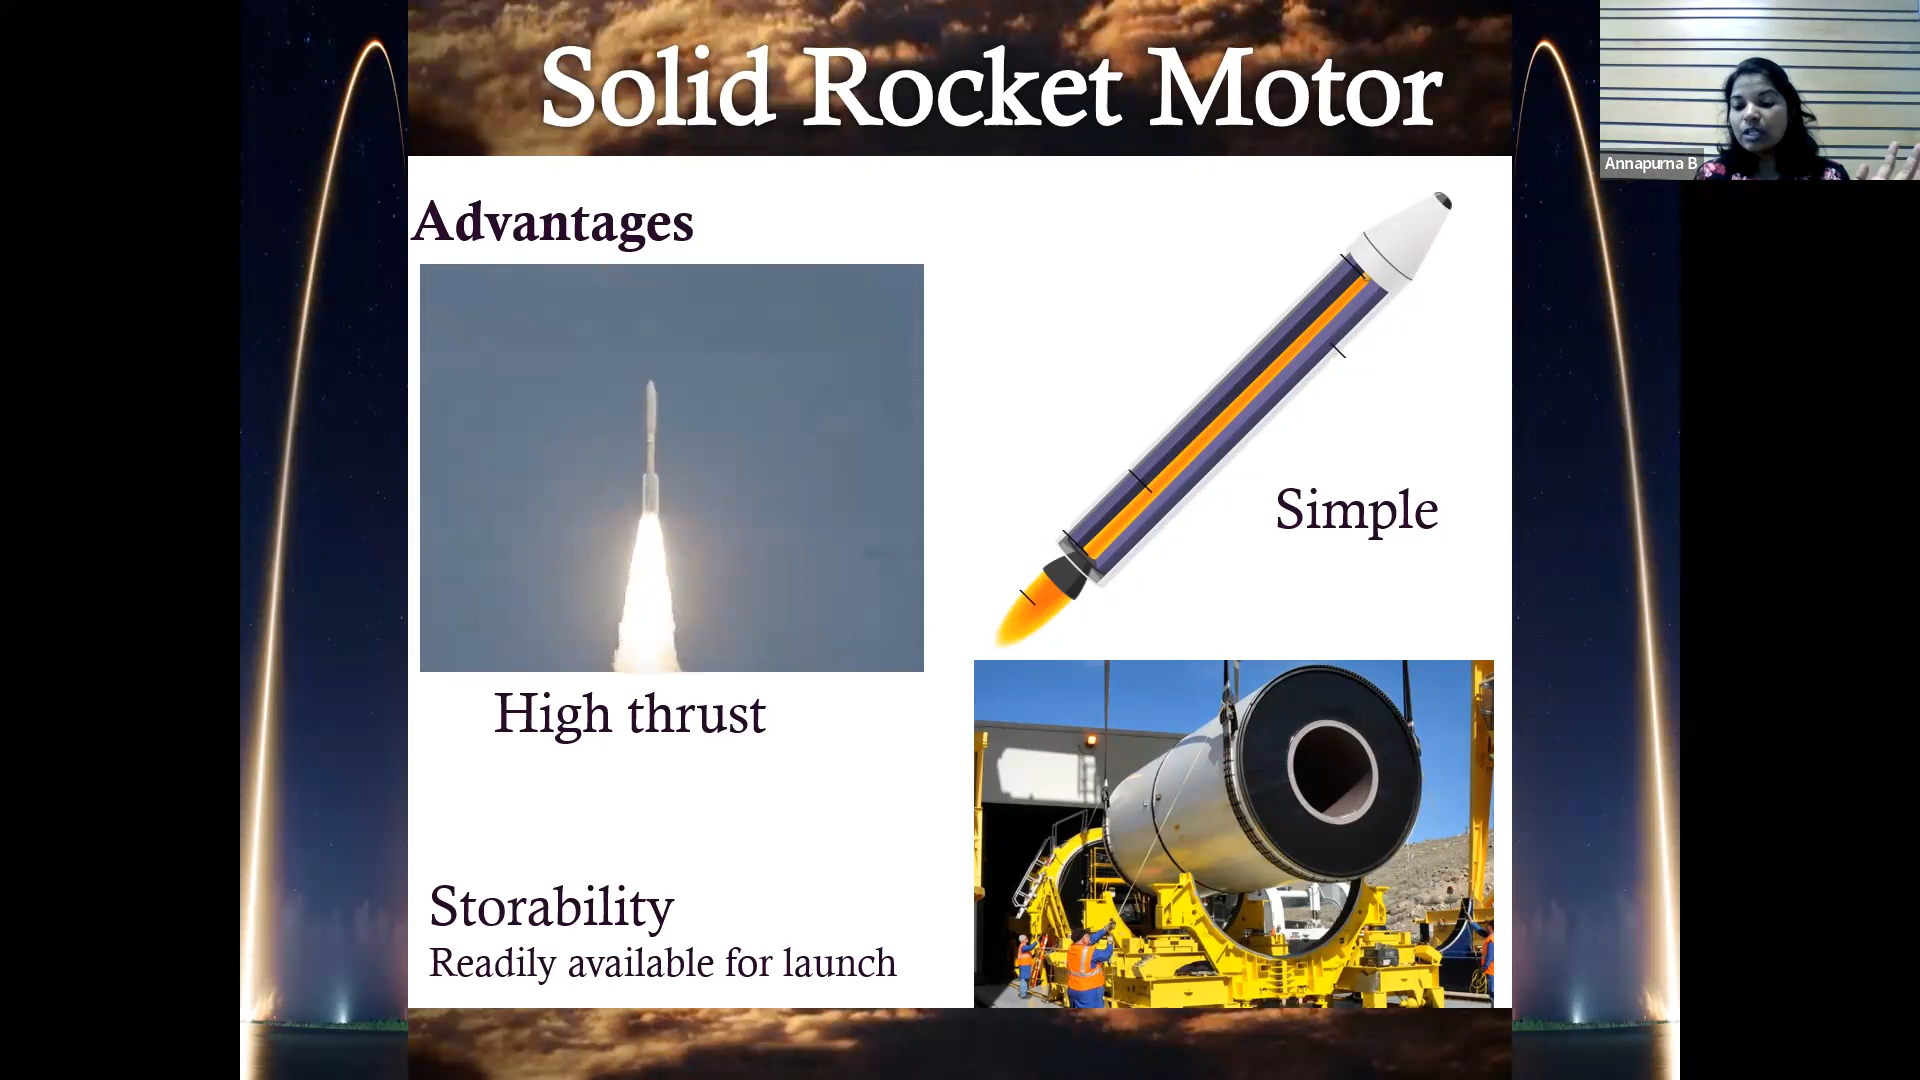 Solid Rocket Motor
Annapurna B
Advantages
Simple
High thrust
Storability
Readily available for launch